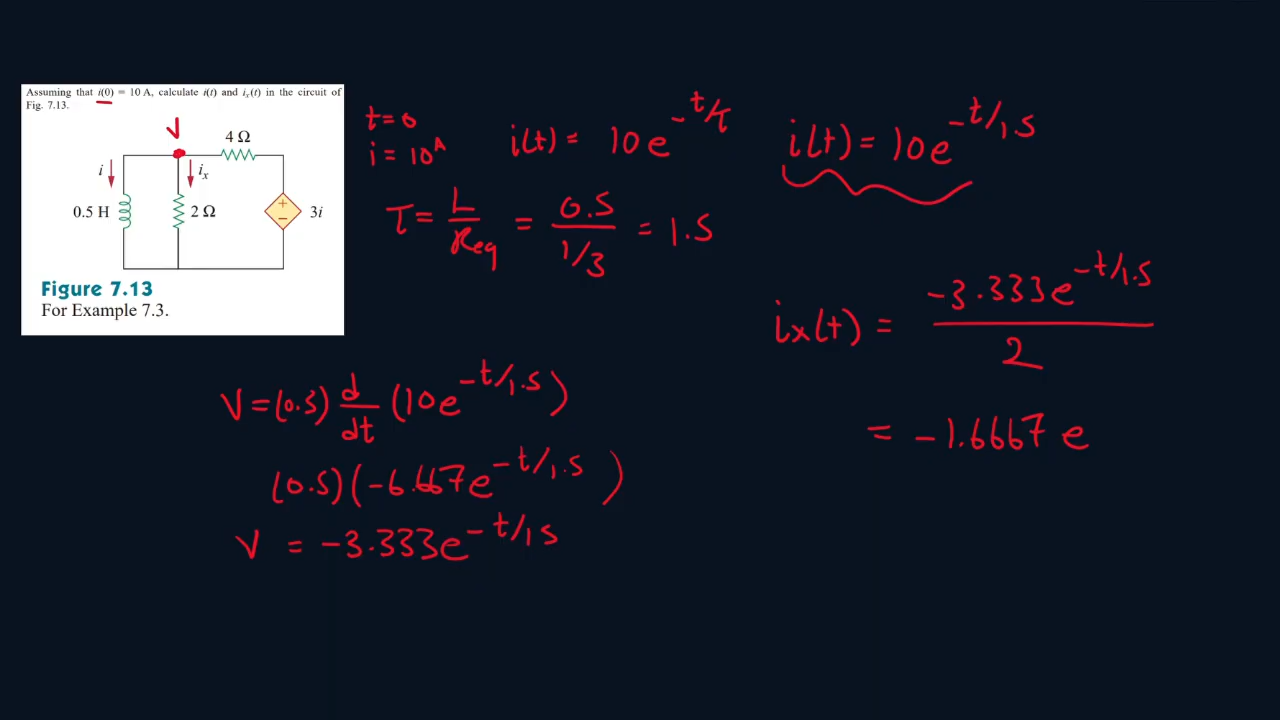 Assuming that i(0) = 10 A, calculate i(t) and iₓ(t) in the circuit of
Fig. 7.13.
V
4 Ω
i
iₓ
0.5 H
2 Ω
+
−
3i
Figure 7.13
For Example 7.3.
t=0
i = 10A
i(t) = 10e^-t/τ
τ = L/Req = 0.5/1/3 = 1.5
i(t) = 10e^-t/1.5
V = (0.5) d/dt (10e^-t/1.5)
(0.5)(-6.667e^-t/1.5)
V = -3.333e^-t/1.5
ix(t) = -3.333e^-t/1.5 / 2
= -1.6667 e